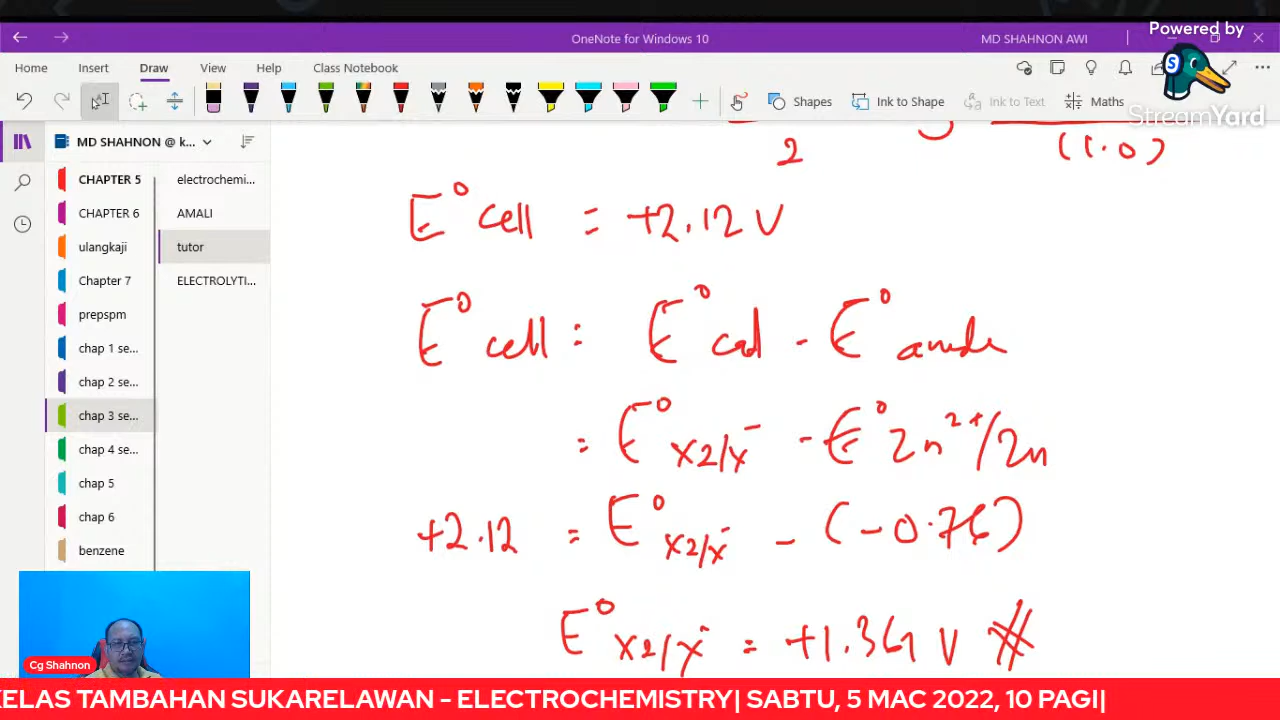 Powered by
StreamYard
OneNote for Windows 10
MD SHAHNON AWI
Home Insert Draw View Help Class Notebook
Shapes Ink to Shape Ink to Text Maths
MD SHAHNON @ k...
CHAPTER 5
CHAPTER 6
ulangkaji
Chapter 7
prepspm
chap 1 se...
chap 2 se...
chap 3 se...
chap 4 se...
chap 5
chap 6
benzene
electrochemi...
AMALI
tutor
ELECTROLYTI...
2 (1.0)
E° cell = +2.12 V
E° cell = E° cad - E° anode
= E° X2/X⁻ - E° Zn²⁺/Zn
+2.12 = E° X2/X⁻ - (-0.76)
E° X2/X⁻ = +1.36 V
Cg Shahnon
KELAS TAMBAHAN SUKARELAWAN - ELECTROCHEMISTRY| SABTU, 5 MAC 2022, 10 PAGI|